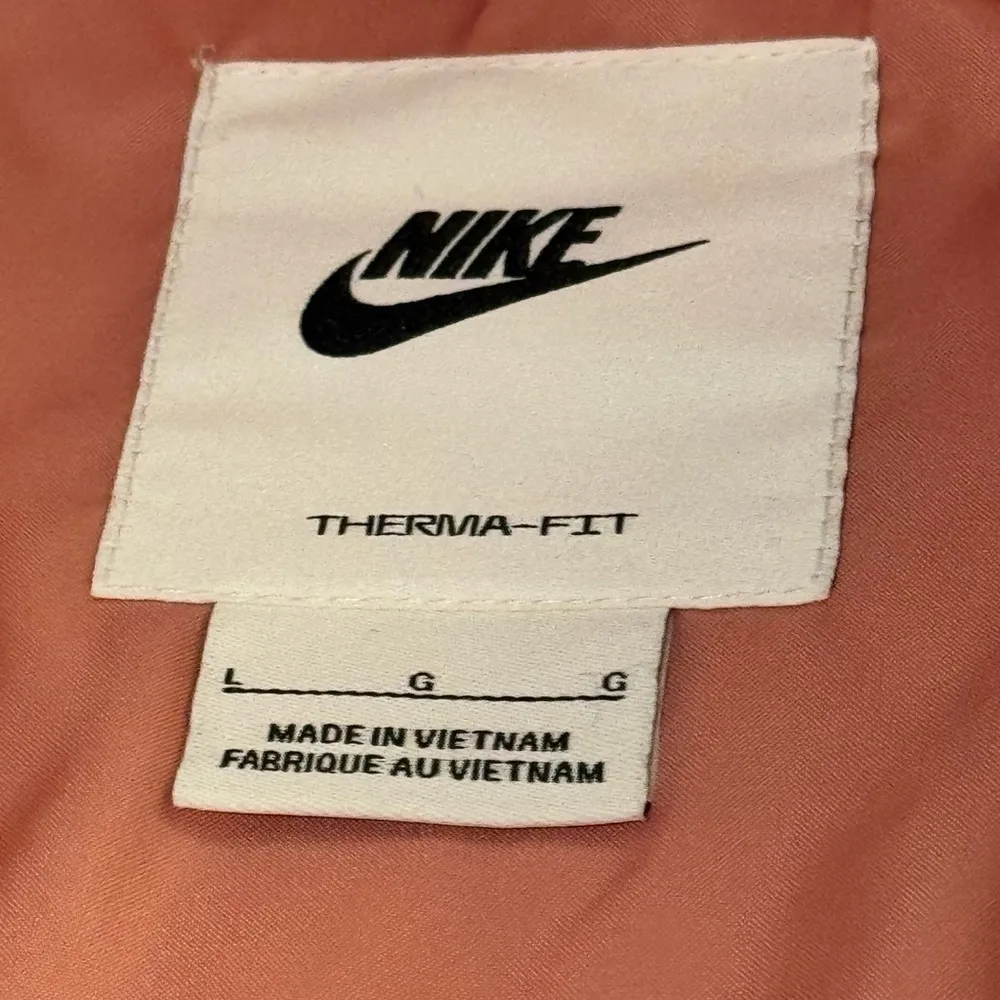 NIKE
THERMA-FIT
L G G
MADE IN VIETNAM
FABRIQUE AU VIETNAM